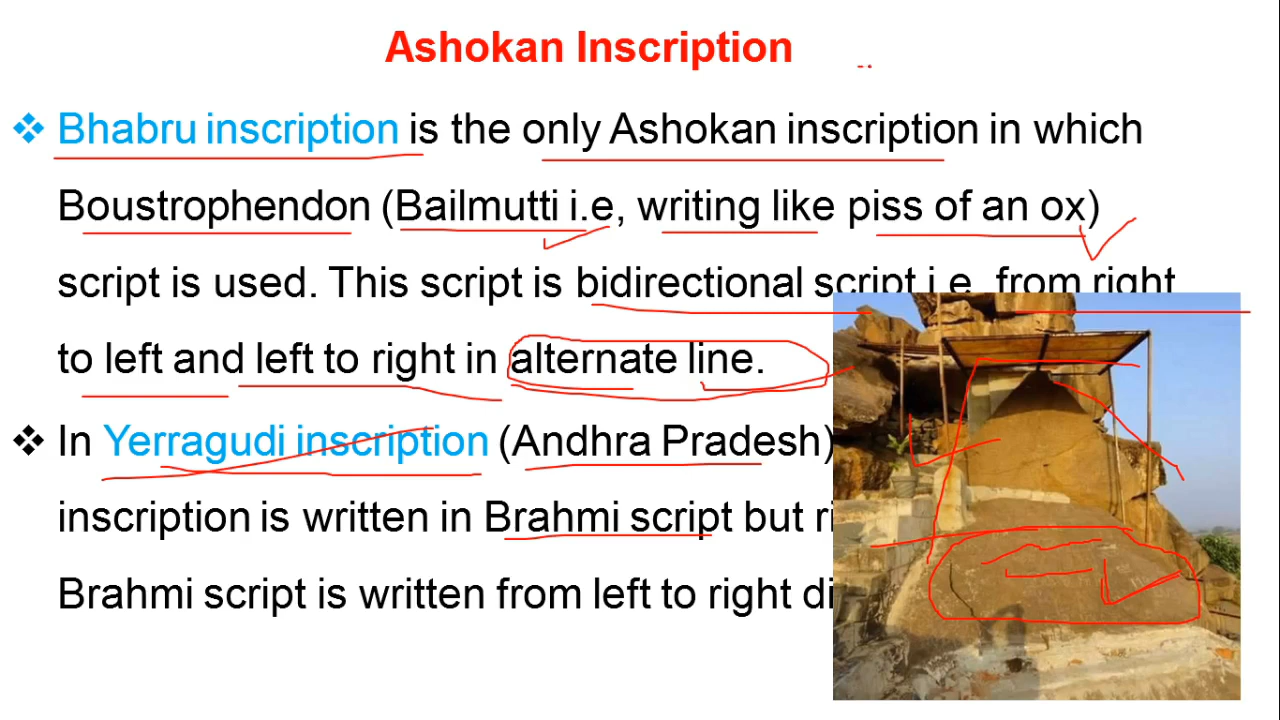 Ashokan Inscription
❖ Bhabru inscription is the only Ashokan inscription in which
Boustrophendon (Bailmutti i.e, writing like piss of an ox)
script is used. This script is bidirectional script i.e. from right
to left and left to right in alternate line.
❖ In Yerragudi inscription (Andhra Pradesh)
inscription is written in Brahmi script but
Brahmi script is written from left to right